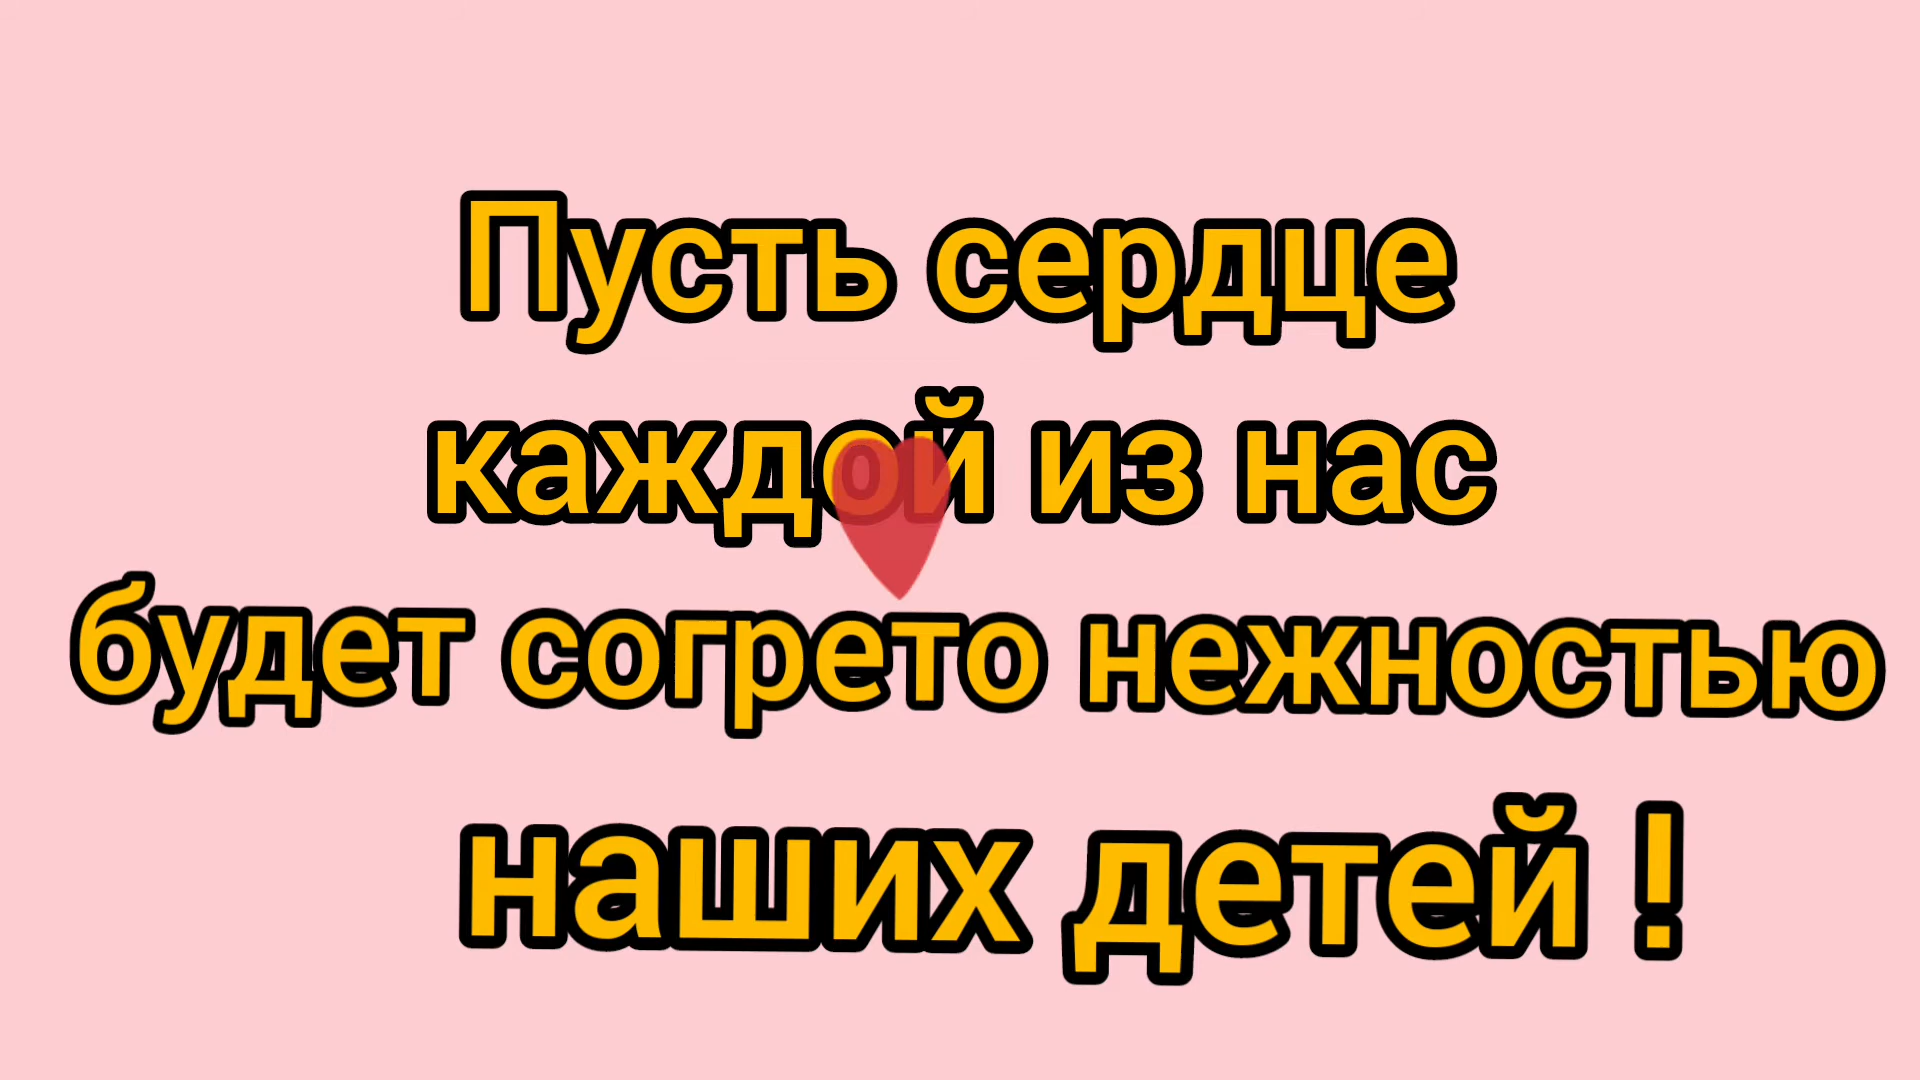 Пусть сердце
каждой из нас
будет согрето нежностью
наших детей !